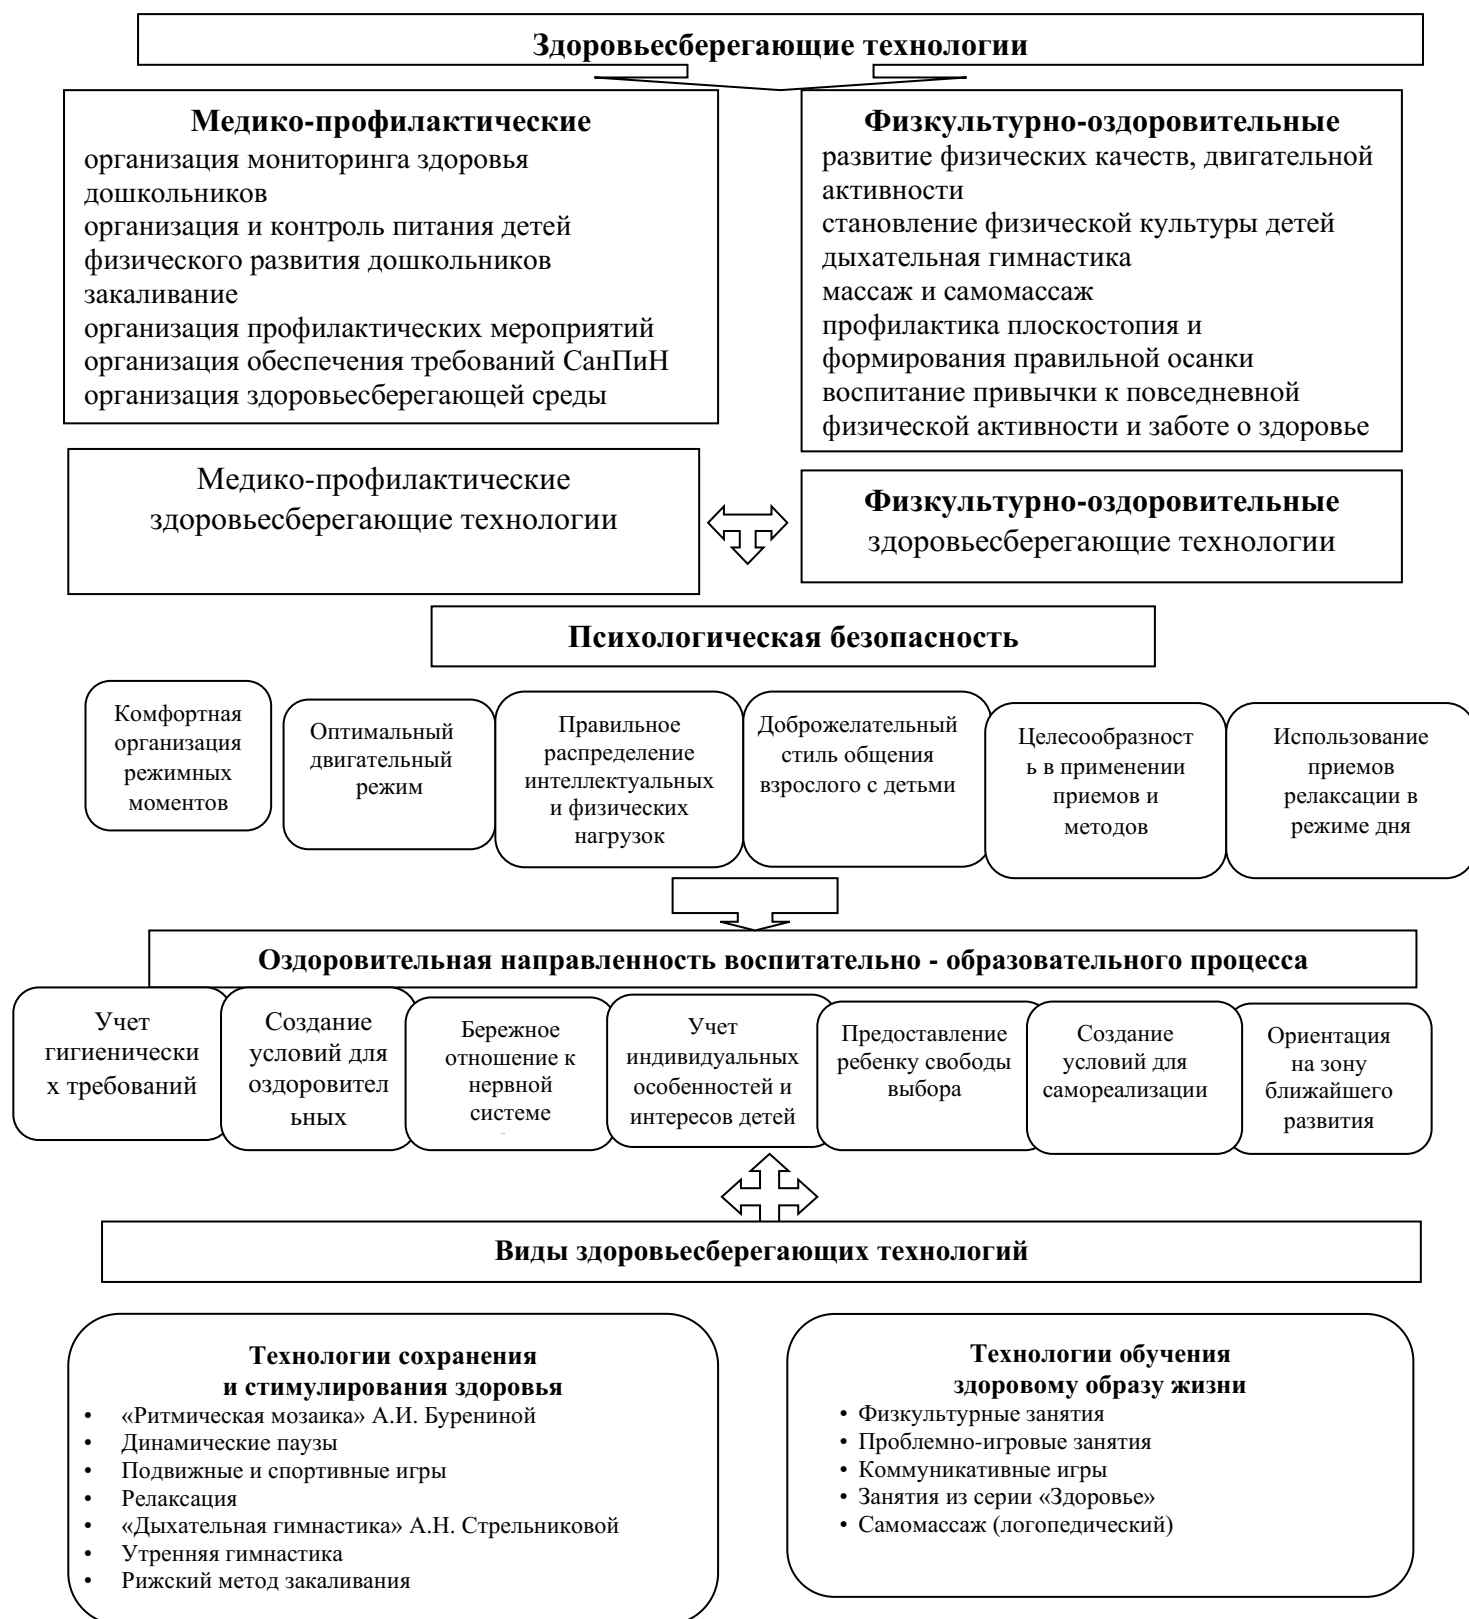 Здоровьесберегающие технологии
Медико-профилактические
организация мониторинга здоровья
дошкольников
организация и контроль питания детей
физического развития дошкольников
закаливание
организация профилактических мероприятий
организация обеспечения требований СанПиН
организация здоровьесберегающей среды
Физкультурно-оздоровительные
развитие физических качеств, двигательной
активности
становление физической культуры детей
дыхательная гимнастика
массаж и самомассаж
профилактика плоскостопия и
формирования правильной осанки
воспитание привычки к повседневной
физической активности и заботе о здоровье
Медико-профилактические
здоровьесберегающие технологии
Физкультурно-оздоровительные
здоровьесберегающие технологии
Психологическая безопасность
Комфортная
организация
режимных
моментов
Оптимальный
двигательный
режим
Правильное
распределение
интеллектуальных
и физических
нагрузок
Доброжелательный
стиль общения
взрослого с детьми
Целесообразност
ь в применении
приемов и
методов
Использование
приемов
релаксации в
режиме дня
Оздоровительная направленность воспитательно - образовательного процесса
Учет
гигиенически
х требований
Создание
условий для
оздоровител
ьных
Бережное
отношение к
нервной
системе
Учет
индивидуальных
особенностей и
интересов детей
Предоставление
ребенку свободы
выбора
Создание
условий для
самореализации
Ориентация
на зону
ближайшего
развития
Виды здоровьесберегающих технологий
Технологии сохранения
и стимулирования здоровья
• «Ритмическая мозаика» А.И. Бурениной
• Динамические паузы
• Подвижные и спортивные игры
• Релаксация
• «Дыхательная гимнастика» А.Н. Стрельниковой
• Утренняя гимнастика
• Рижский метод закаливания
Технологии обучения
здоровому образу жизни
• Физкультурные занятия
• Проблемно-игровые занятия
• Коммуникативные игры
• Занятия из серии «Здоровье»
• Самомассаж (логопедический)